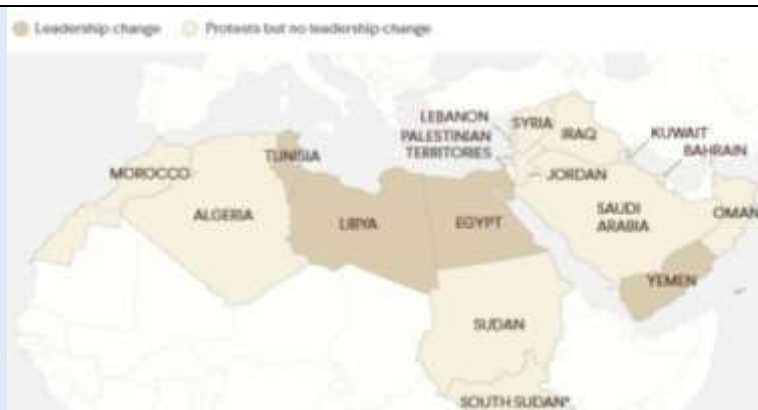 Leadership change Protests but no leadership change
LEBANON
SYRIA
PALESTINIAN
TERRITORIES
IRAQ
KUWAIT
BAHRAIN
TUNISIA
MOROCCO
JORDAN
ALGERIA
LIBYA
EGYPT
SAUDI
ARABIA
OMAN
YEMEN
SUDAN
SOUTH SUDAN*